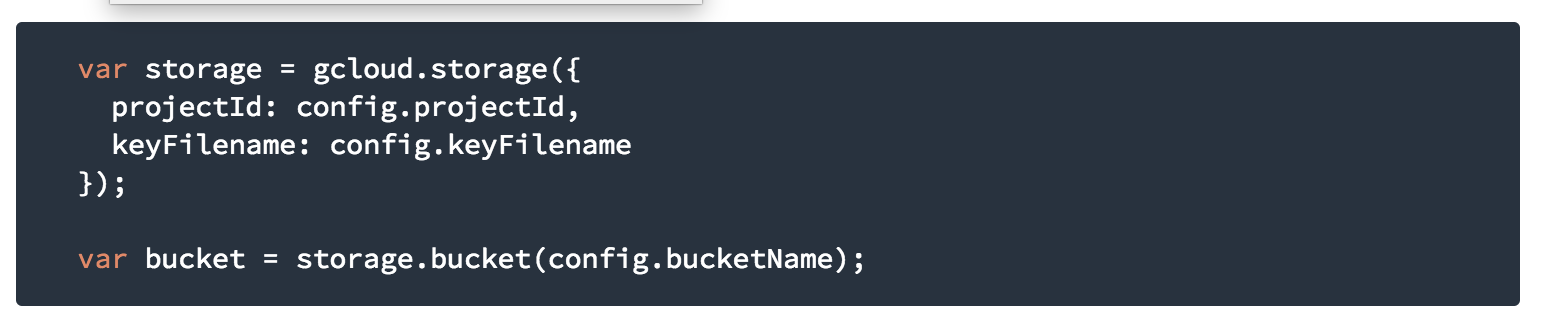 var storage = gcloud.storage({
  projectId: config.projectId,
  keyFilename: config.keyFilename
});

var bucket = storage.bucket(config.bucketName);